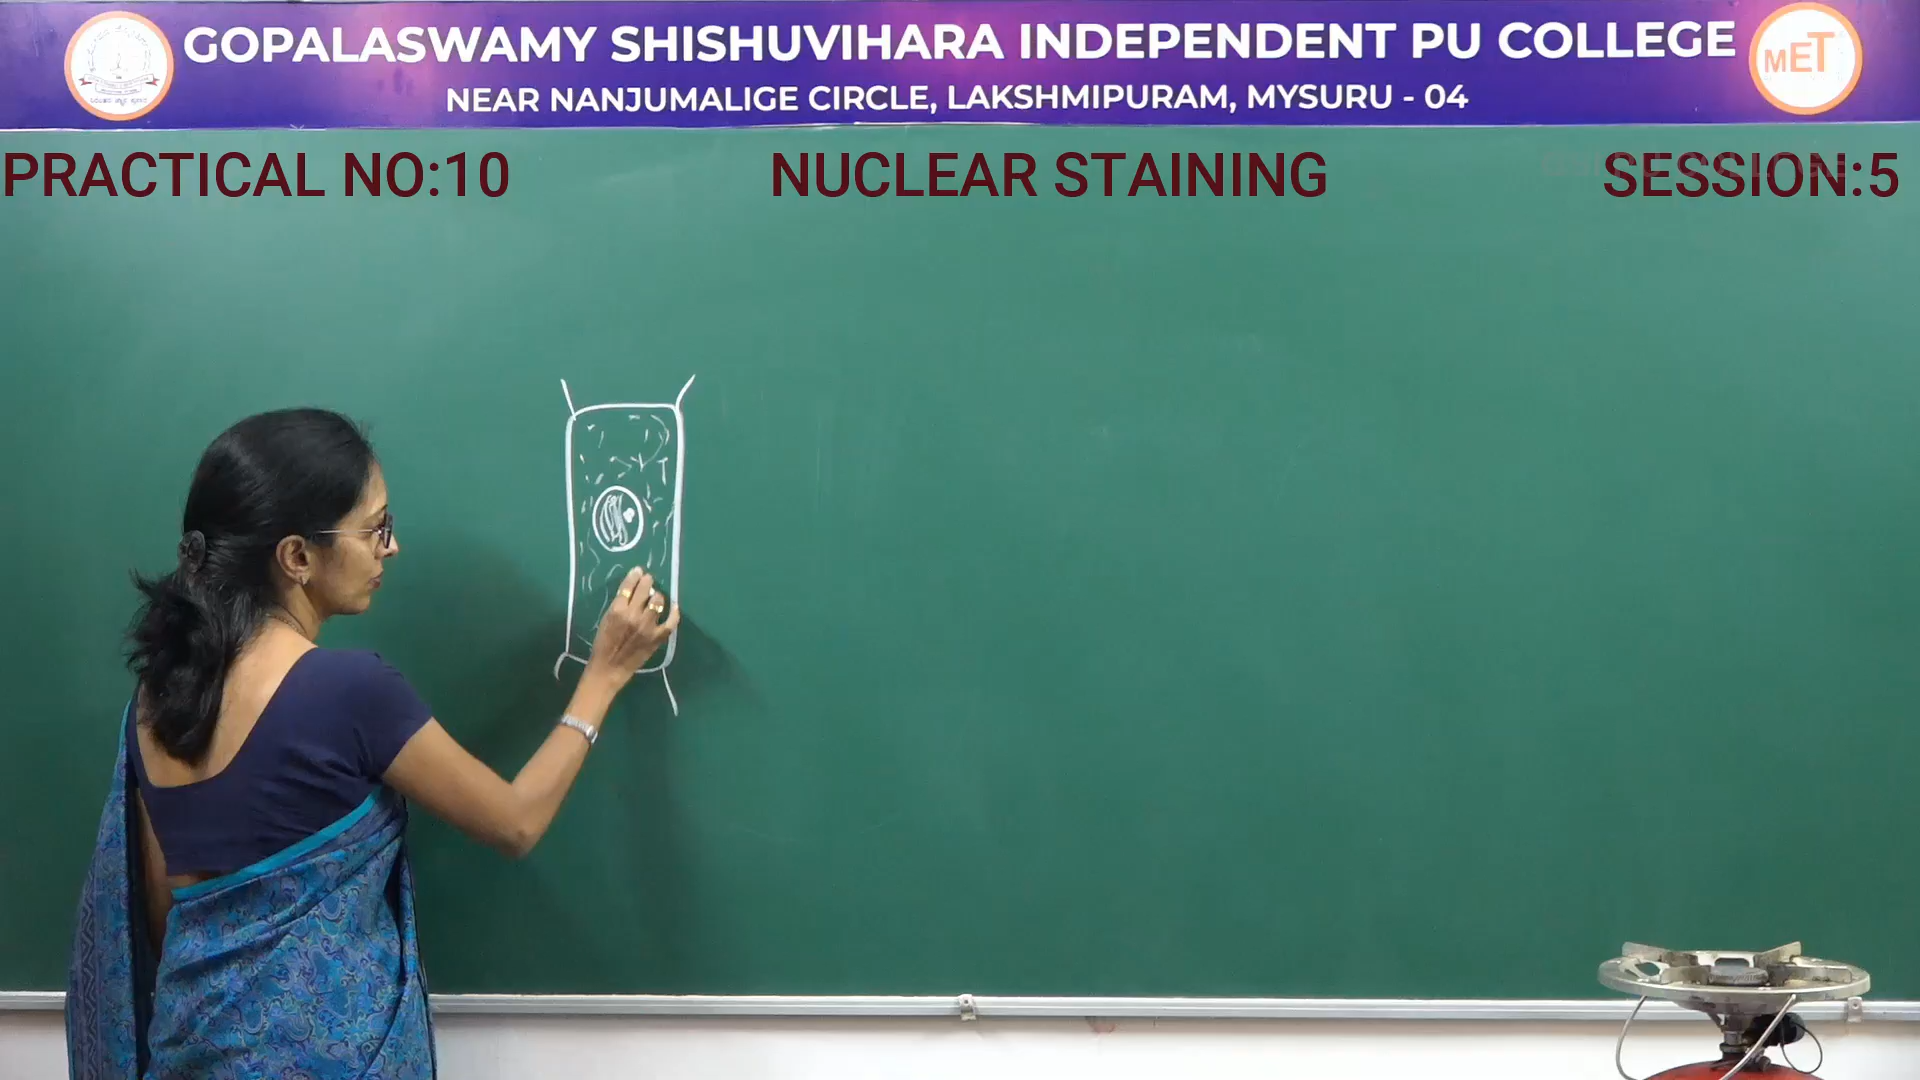 GOPALASWAMY SHISHUVIHARA INDEPENDENT PU COLLEGE
MET
NEAR NANJUMALIGE CIRCLE, LAKSHMIPURAM, MYSURU - 04
PRACTICAL NO:10
NUCLEAR STAINING
SESSION:5